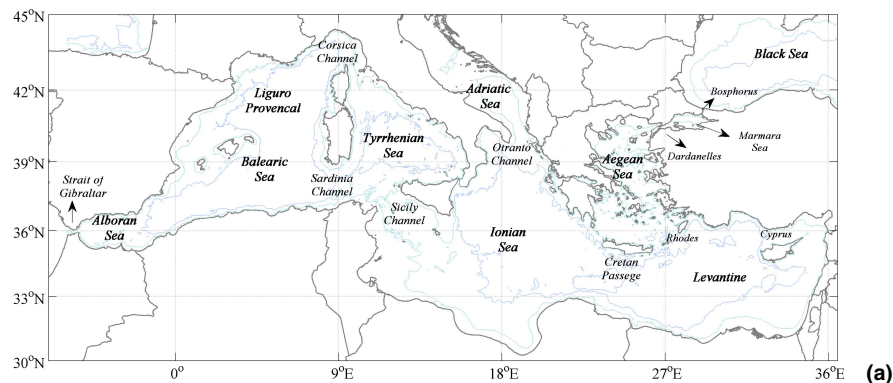 45°N
42°N
39°N
36°N
33°N
30°N
0°
9°E
18°E
27°E
36°E
Corsica
Channel
Black Sea
Bosphorus
Liguro
Provencal
Adriatic
Sea
Marmara
Sea
Tyrrhenian
Sea
Otranto
Channel
Dardanelles
Balearic
Sea
Aegean
Sea
Strait of
Gibraltar
Sardinia
Channel
Sicily
Channel
Alboran
Sea
Ionian
Sea
Rhodes
Cyprus
Cretan
Passege
Levantine
(a)